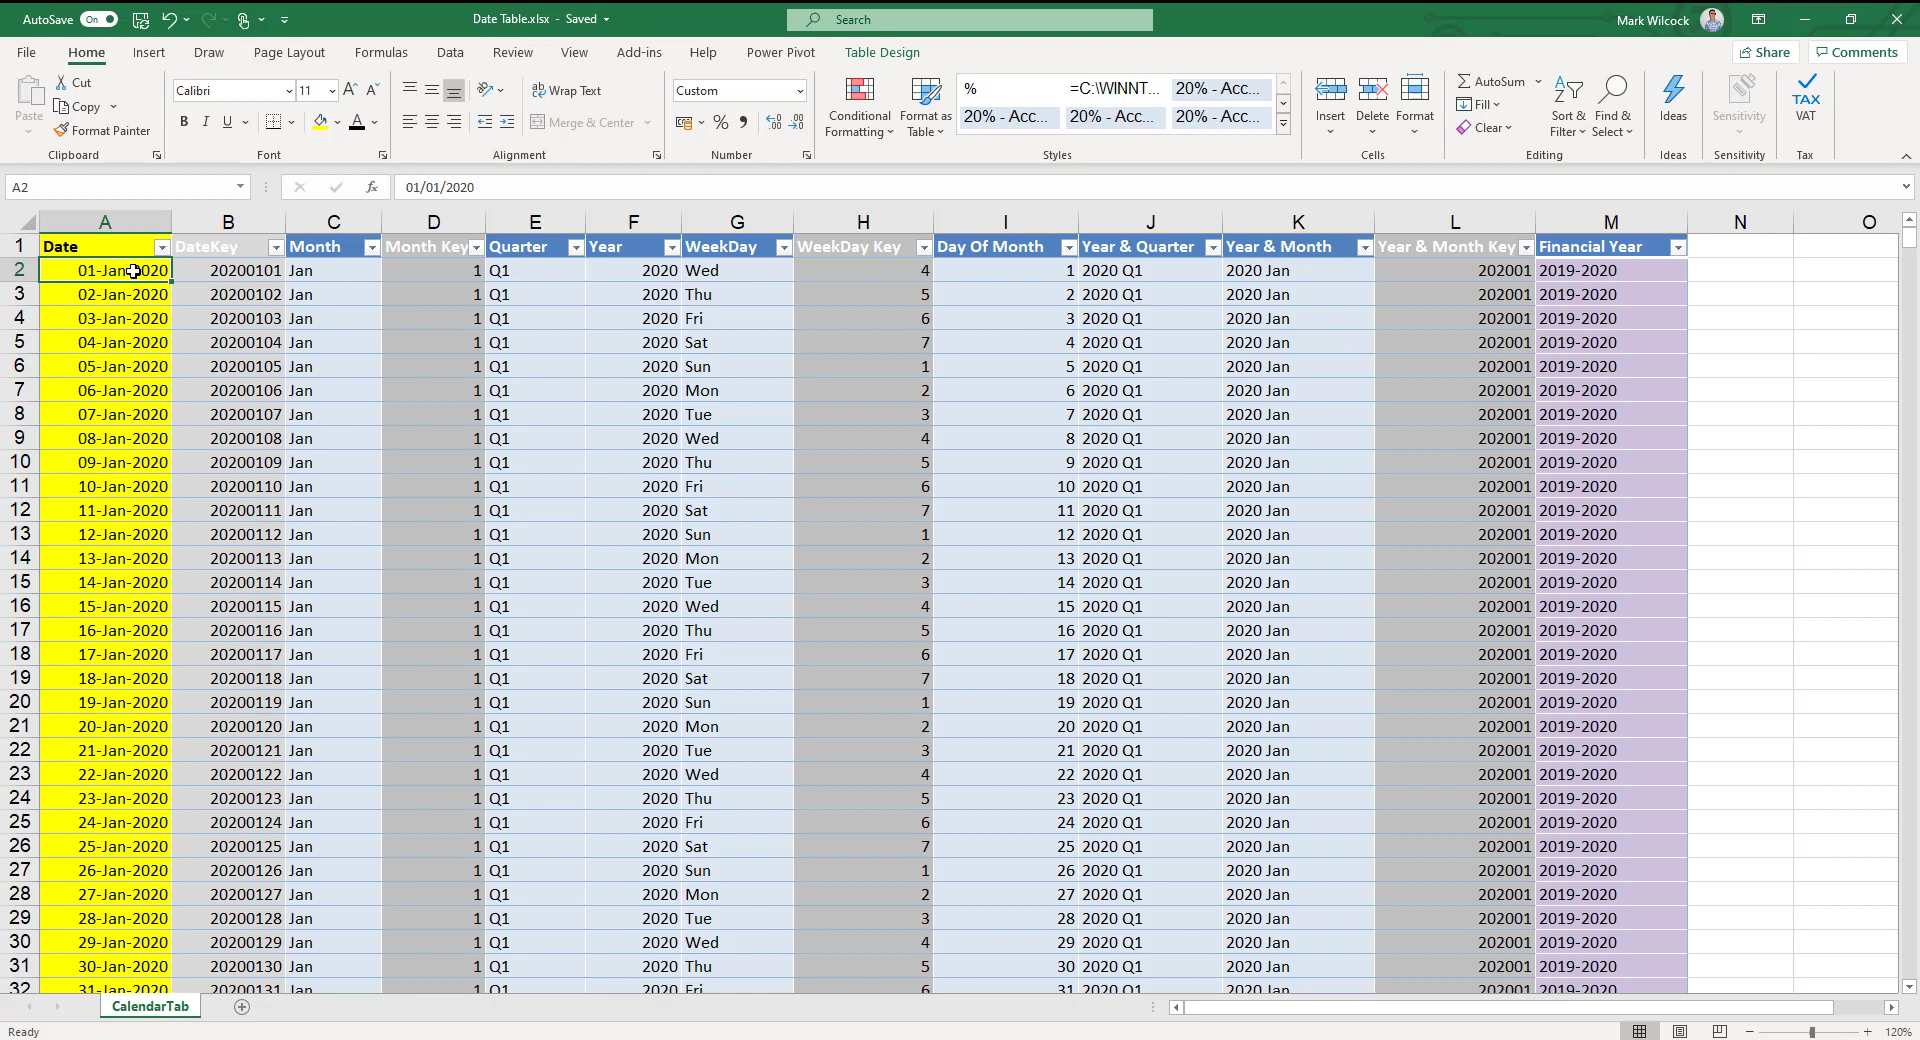 AutoSave On Date Table.xlsx - Saved Search Mark Wilcock
File Home Insert Draw Page Layout Formulas Data Review View Add-ins Help Power Pivot Table Design Share Comments
Cut
Copy
Format Painter
Paste
Clipboard
Calibri 11
B I U
Font
Wrap Text
Merge & Center
Alignment
Custom
%
Number
Conditional Formatting
Format as Table
% =C:\WINNT... 20% - Acc...
20% - Acc... 20% - Acc... 20% - Acc...
Styles
Insert Delete Format
Cells
AutoSum
Fill
Clear
Sort & Filter
Find & Select
Editing
Ideas
Ideas
Sensitivity
Sensitivity
TAX
VAT
Tax
A2 fx 01/01/2020
A B C D E F G H I J K L M N O
1 Date DateKey Month Month Key Quarter Year WeekDay WeekDay Key Day Of Month Year & Quarter Year & Month Year & Month Key Financial Year
2 01-Jan-2020 20200101 Jan 1 Q1 2020 Wed 4 1 2020 Q1 2020 Jan 202001 2019-2020
3 02-Jan-2020 20200102 Jan 1 Q1 2020 Thu 5 2 2020 Q1 2020 Jan 202001 2019-2020
4 03-Jan-2020 20200103 Jan 1 Q1 2020 Fri 6 3 2020 Q1 2020 Jan 202001 2019-2020
5 04-Jan-2020 20200104 Jan 1 Q1 2020 Sat 7 4 2020 Q1 2020 Jan 202001 2019-2020
6 05-Jan-2020 20200105 Jan 1 Q1 2020 Sun 1 5 2020 Q1 2020 Jan 202001 2019-2020
7 06-Jan-2020 20200106 Jan 1 Q1 2020 Mon 2 6 2020 Q1 2020 Jan 202001 2019-2020
8 07-Jan-2020 20200107 Jan 1 Q1 2020 Tue 3 7 2020 Q1 2020 Jan 202001 2019-2020
9 08-Jan-2020 20200108 Jan 1 Q1 2020 Wed 4 8 2020 Q1 2020 Jan 202001 2019-2020
10 09-Jan-2020 20200109 Jan 1 Q1 2020 Thu 5 9 2020 Q1 2020 Jan 202001 2019-2020
11 10-Jan-2020 20200110 Jan 1 Q1 2020 Fri 6 10 2020 Q1 2020 Jan 202001 2019-2020
12 11-Jan-2020 20200111 Jan 1 Q1 2020 Sat 7 11 2020 Q1 2020 Jan 202001 2019-2020
13 12-Jan-2020 20200112 Jan 1 Q1 2020 Sun 1 12 2020 Q1 2020 Jan 202001 2019-2020
14 13-Jan-2020 20200113 Jan 1 Q1 2020 Mon 2 13 2020 Q1 2020 Jan 202001 2019-2020
15 14-Jan-2020 20200114 Jan 1 Q1 2020 Tue 3 14 2020 Q1 2020 Jan 202001 2019-2020
16 15-Jan-2020 20200115 Jan 1 Q1 2020 Wed 4 15 2020 Q1 2020 Jan 202001 2019-2020
17 16-Jan-2020 20200116 Jan 1 Q1 2020 Thu 5 16 2020 Q1 2020 Jan 202001 2019-2020
18 17-Jan-2020 20200117 Jan 1 Q1 2020 Fri 6 17 2020 Q1 2020 Jan 202001 2019-2020
19 18-Jan-2020 20200118 Jan 1 Q1 2020 Sat 7 18 2020 Q1 2020 Jan 202001 2019-2020
20 19-Jan-2020 20200119 Jan 1 Q1 2020 Sun 1 19 2020 Q1 2020 Jan 202001 2019-2020
21 20-Jan-2020 20200120 Jan 1 Q1 2020 Mon 2 20 2020 Q1 2020 Jan 202001 2019-2020
22 21-Jan-2020 20200121 Jan 1 Q1 2020 Tue 3 21 2020 Q1 2020 Jan 202001 2019-2020
23 22-Jan-2020 20200122 Jan 1 Q1 2020 Wed 4 22 2020 Q1 2020 Jan 202001 2019-2020
24 23-Jan-2020 20200123 Jan 1 Q1 2020 Thu 5 23 2020 Q1 2020 Jan 202001 2019-2020
25 24-Jan-2020 20200124 Jan 1 Q1 2020 Fri 6 24 2020 Q1 2020 Jan 202001 2019-2020
26 25-Jan-2020 20200125 Jan 1 Q1 2020 Sat 7 25 2020 Q1 2020 Jan 202001 2019-2020
27 26-Jan-2020 20200126 Jan 1 Q1 2020 Sun 1 26 2020 Q1 2020 Jan 202001 2019-2020
28 27-Jan-2020 20200127 Jan 1 Q1 2020 Mon 2 27 2020 Q1 2020 Jan 202001 2019-2020
29 28-Jan-2020 20200128 Jan 1 Q1 2020 Tue 3 28 2020 Q1 2020 Jan 202001 2019-2020
30 29-Jan-2020 20200129 Jan 1 Q1 2020 Wed 4 29 2020 Q1 2020 Jan 202001 2019-2020
31 30-Jan-2020 20200130 Jan 1 Q1 2020 Thu 5 30 2020 Q1 2020 Jan 202001 2019-2020
32 31-Jan-2020 20200131 Jan 1 Q1 2020 Fri 6 31 2020 Q1 2020 Jan 202001 2019-2020
CalendarTab
Ready 120%